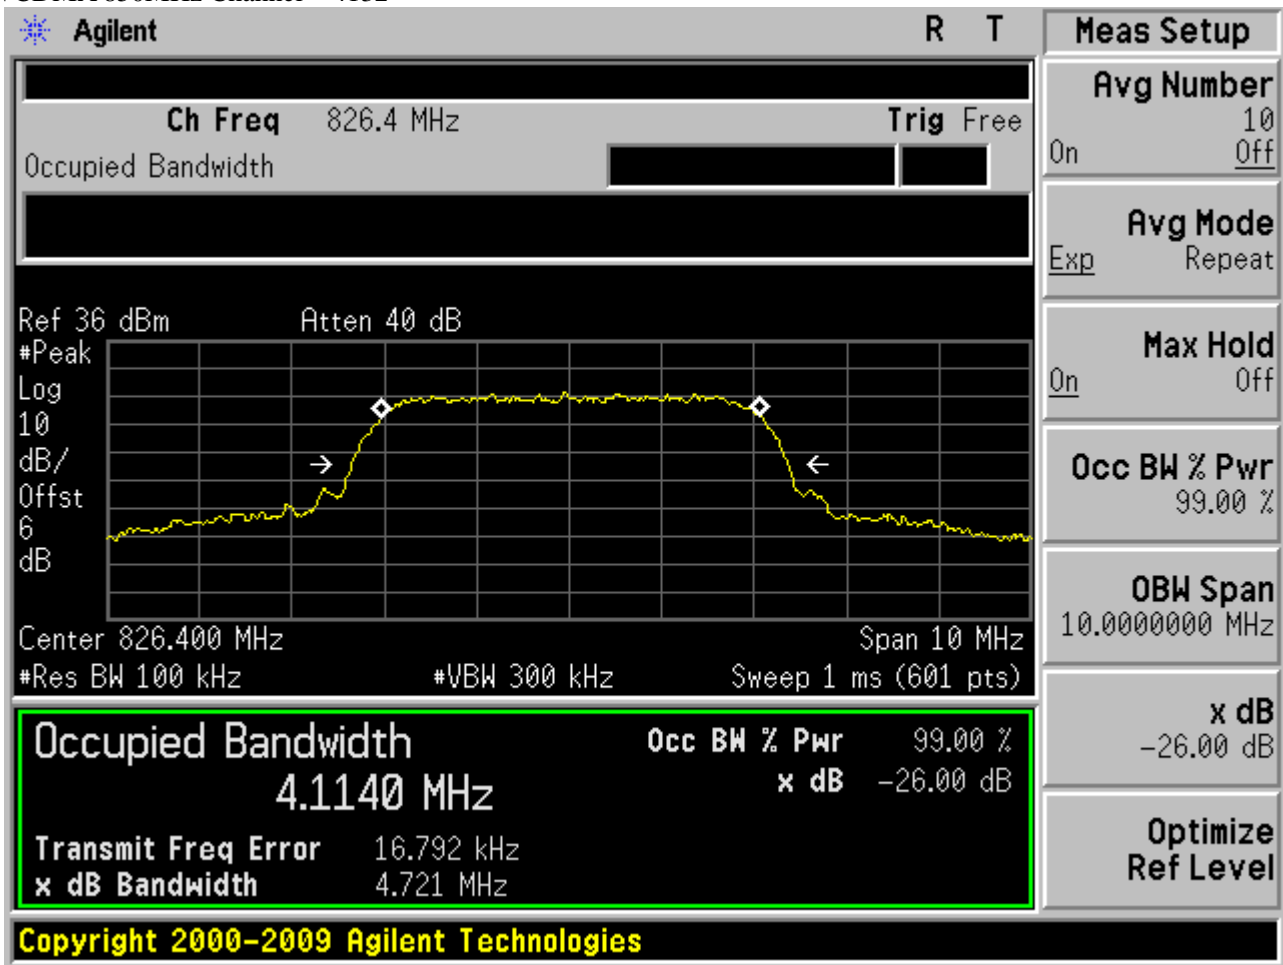 Agilent R T
Ch Freq 826.4 MHz Trig Free
Occupied Bandwidth
Ref 36 dBm Atten 40 dB
#Peak
Log
10
dB/
Offst
6
dB
Center 826.400 MHz Span 10 MHz
#Res BW 100 kHz #VBW 300 kHz Sweep 1 ms (601 pts)
Occupied Bandwidth Occ BW % Pwr 99.00 %
4.1140 MHz x dB -26.00 dB
Transmit Freq Error 16.792 kHz
x dB Bandwidth 4.721 MHz
Copyright 2000-2009 Agilent Technologies
Meas Setup
Avg Number
10
On Off
Avg Mode
Exp Repeat
Max Hold
On Off
Occ BW % Pwr
99.00 %
OBW Span
10.0000000 MHz
x dB
-26.00 dB
Optimize
Ref Level